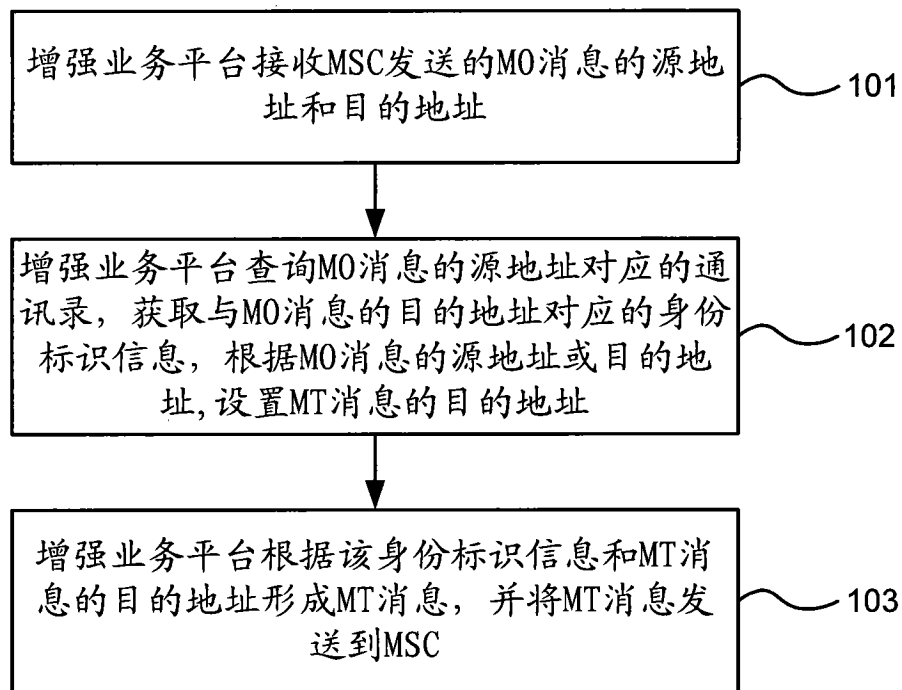 增强业务平台接收MSC发送的MO消息的源地
址和目的地址
101
增强业务平台查询MO消息的源地址对应的通
讯录，获取与MO消息的目的地址对应的身份
标识信息，根据MO消息的源地址或目的地
址,设置MT消息的目的地址
102
增强业务平台根据该身份标识信息和MT消
息的目的地址形成MT消息，并将MT消息发
送到MSC
103